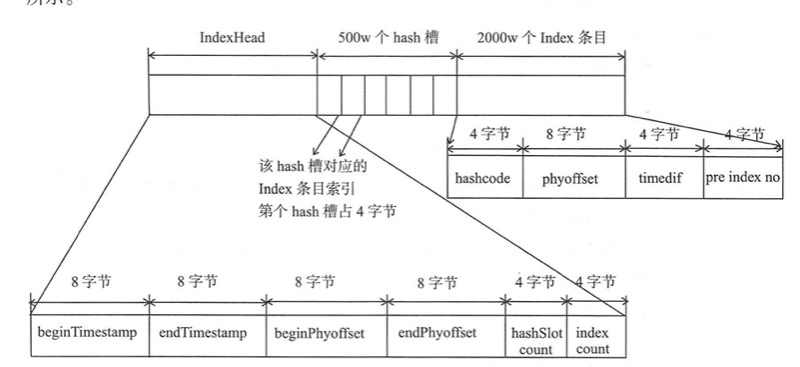 所示。
IndexHead
500w 个 hash 槽
2000w 个 Index 条目
4 字节
8 字节
4 字节
4 字节
该 hash 槽对应的
Index 条目索引
第个 hash 槽占 4 字节
hashcode
phyoffset
timedif
pre index no
8 字节
8 字节
8 字节
8 字节
4 字节
4 字节
beginTimestamp
endTimestamp
beginPhyoffset
endPhyoffset
hashSlot
count
index
count